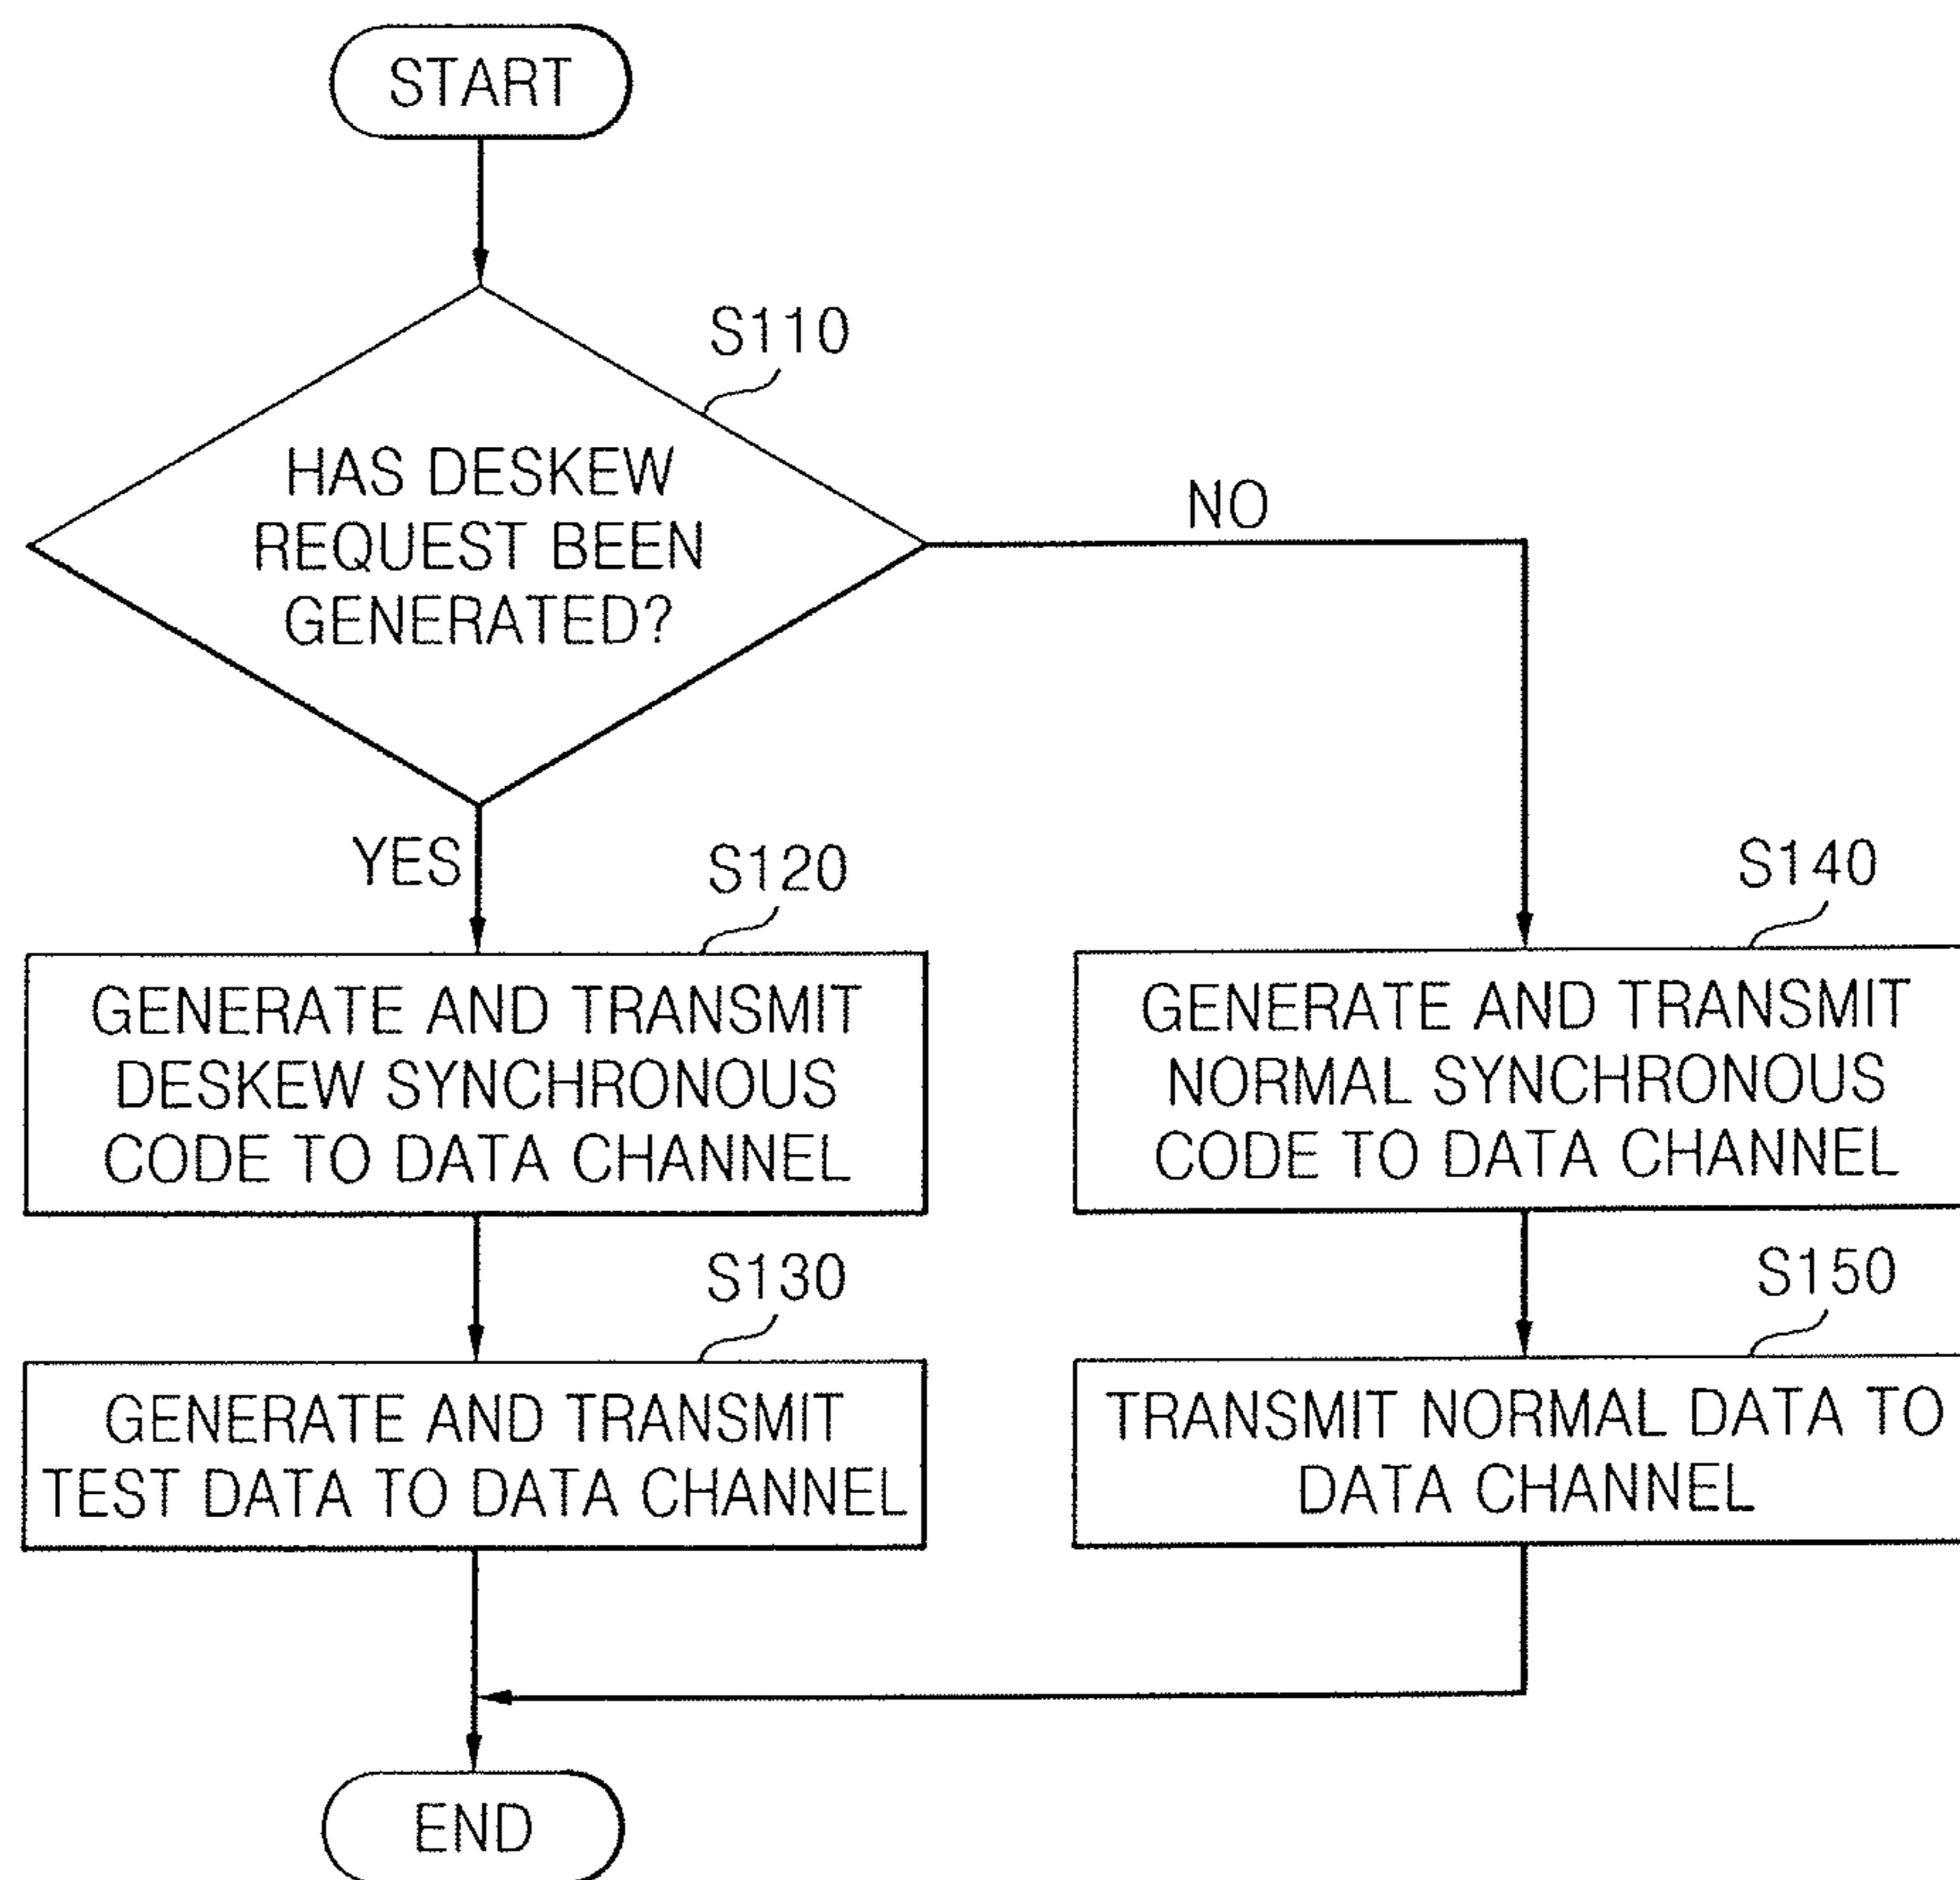 START
S110
HAS DESKEW
REQUEST BEEN
GENERATED?
NO
YES
S120
GENERATE AND TRANSMIT
DESKEW SYNCHRONOUS
CODE TO DATA CHANNEL
S140
GENERATE AND TRANSMIT
NORMAL SYNCHRONOUS
CODE TO DATA CHANNEL
S130
GENERATE AND TRANSMIT
TEST DATA TO DATA CHANNEL
S150
TRANSMIT NORMAL DATA TO
DATA CHANNEL
END